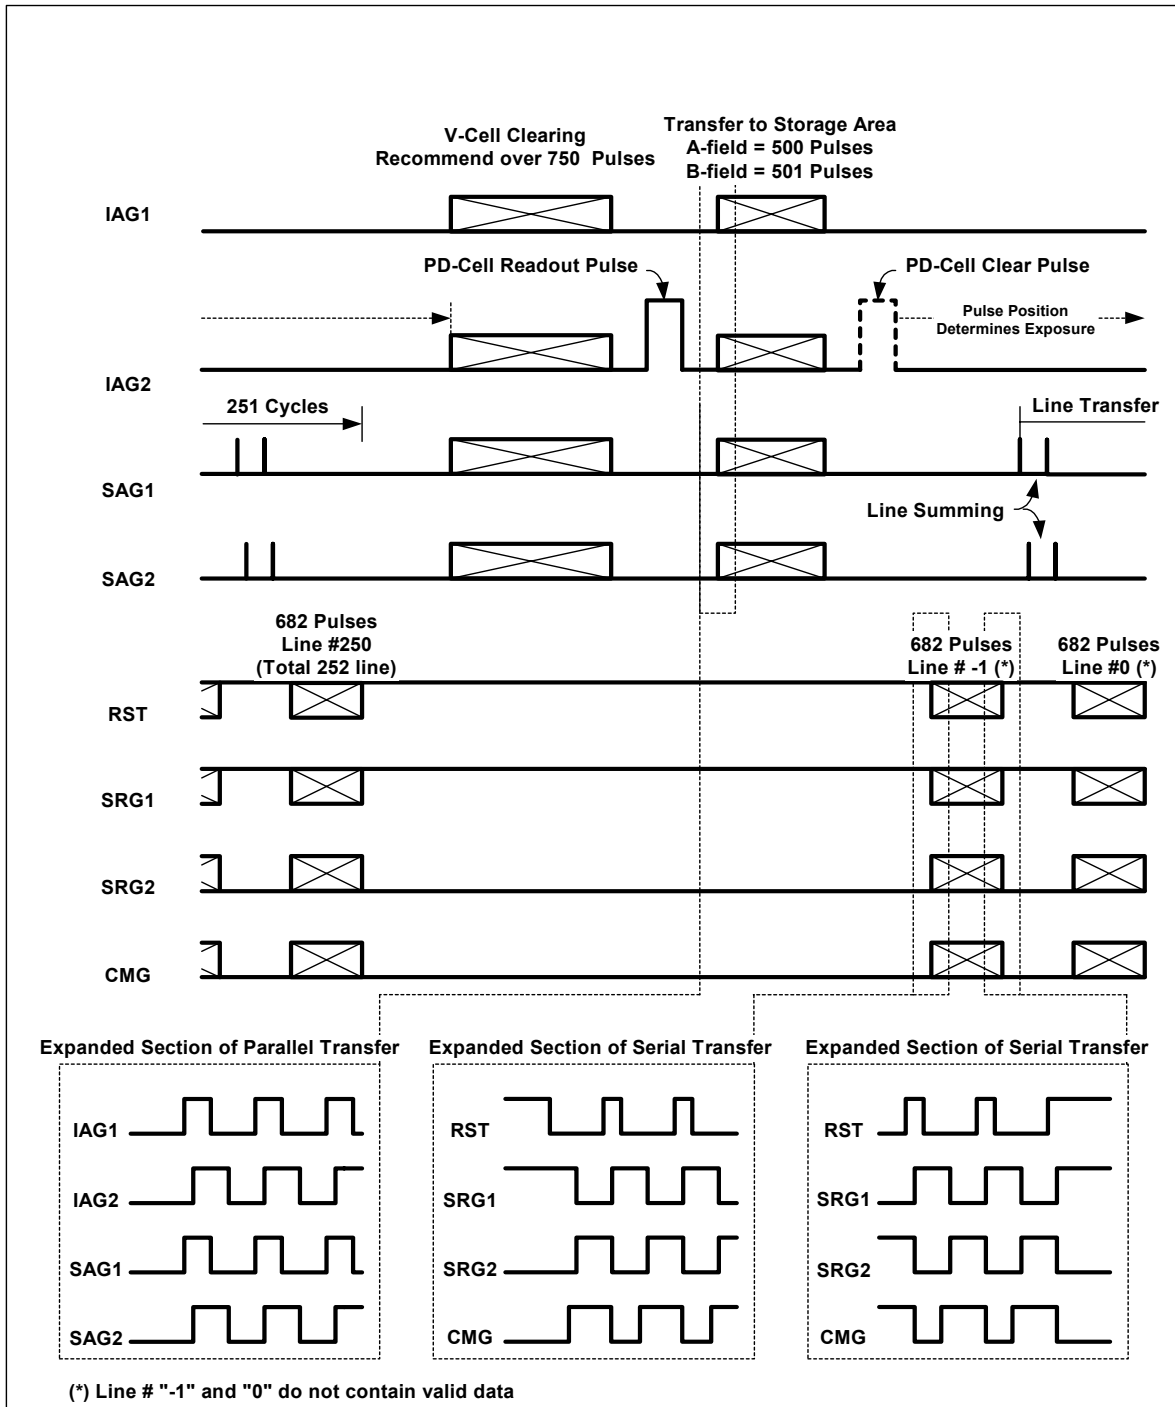 V-Cell Clearing
Recommend over 750 Pulses
Transfer to Storage Area
A-field = 500 Pulses
B-field = 501 Pulses
IAG1
PD-Cell Readout Pulse
PD-Cell Clear Pulse
Pulse Position
Determines Exposure
IAG2
251 Cycles
Line Transfer
SAG1
Line Summing
SAG2
682 Pulses
Line #250
(Total 252 line)
682 Pulses
Line # -1 (*)
682 Pulses
Line #0 (*)
RST
SRG1
SRG2
CMG
Expanded Section of Parallel Transfer
IAG1
IAG2
SAG1
SAG2
Expanded Section of Serial Transfer
RST
SRG1
SRG2
CMG
Expanded Section of Serial Transfer
RST
SRG1
SRG2
CMG
(*) Line # "-1" and "0" do not contain valid data